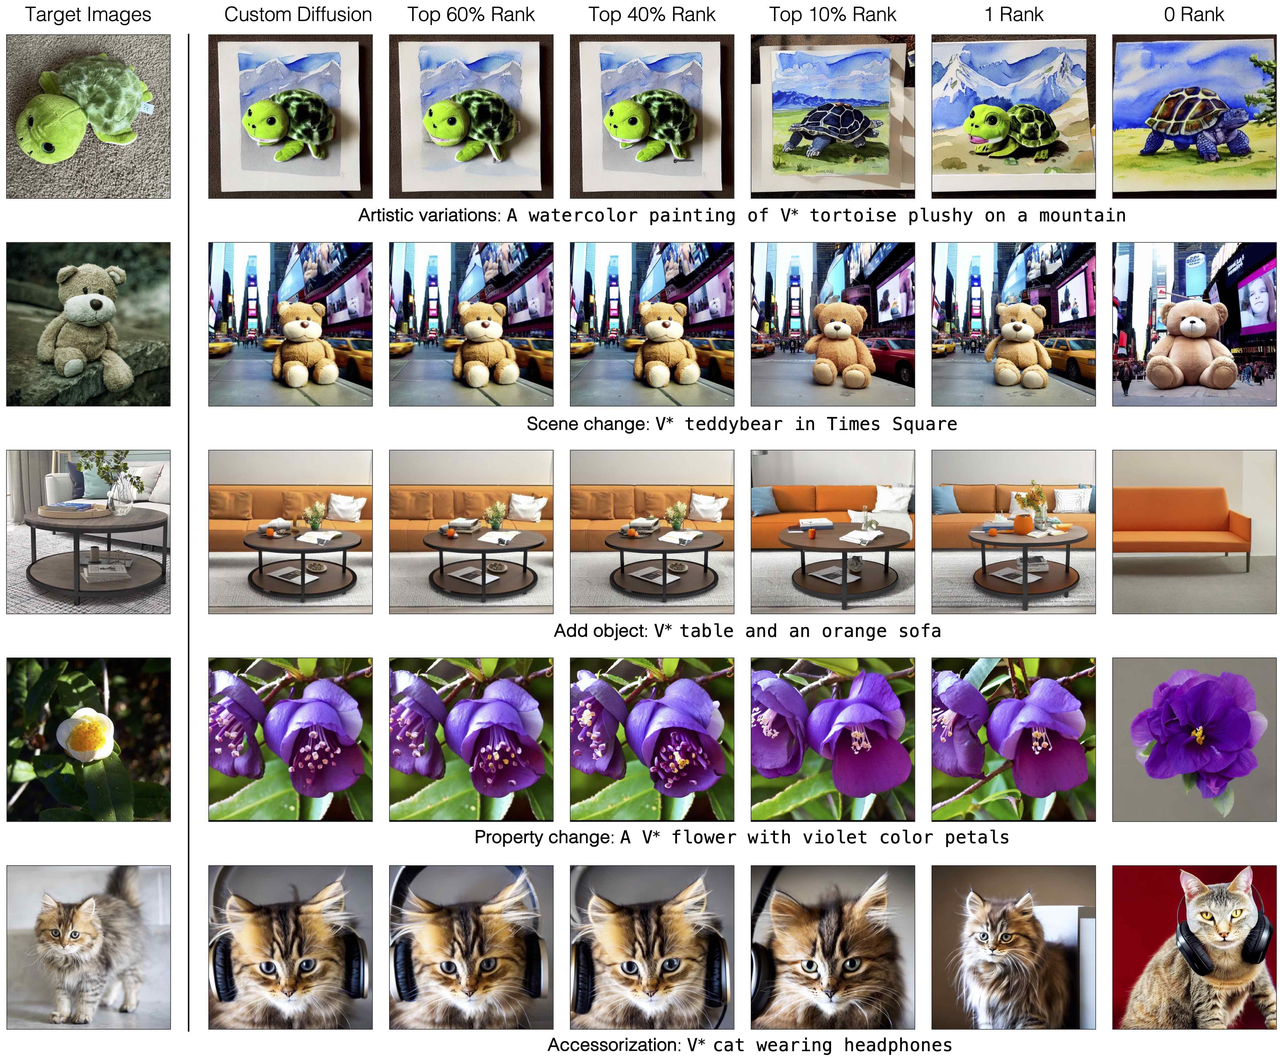 Target Images Custom Diffusion Top 60% Rank Top 40% Rank Top 10% Rank 1 Rank 0 Rank
Artistic variations: A watercolor painting of V* tortoise plushy on a mountain
Scene change: V* teddybear in Times Square
Add object: V* table and an orange sofa
Property change: A V* flower with violet color petals
Accessorization: V* cat wearing headphones